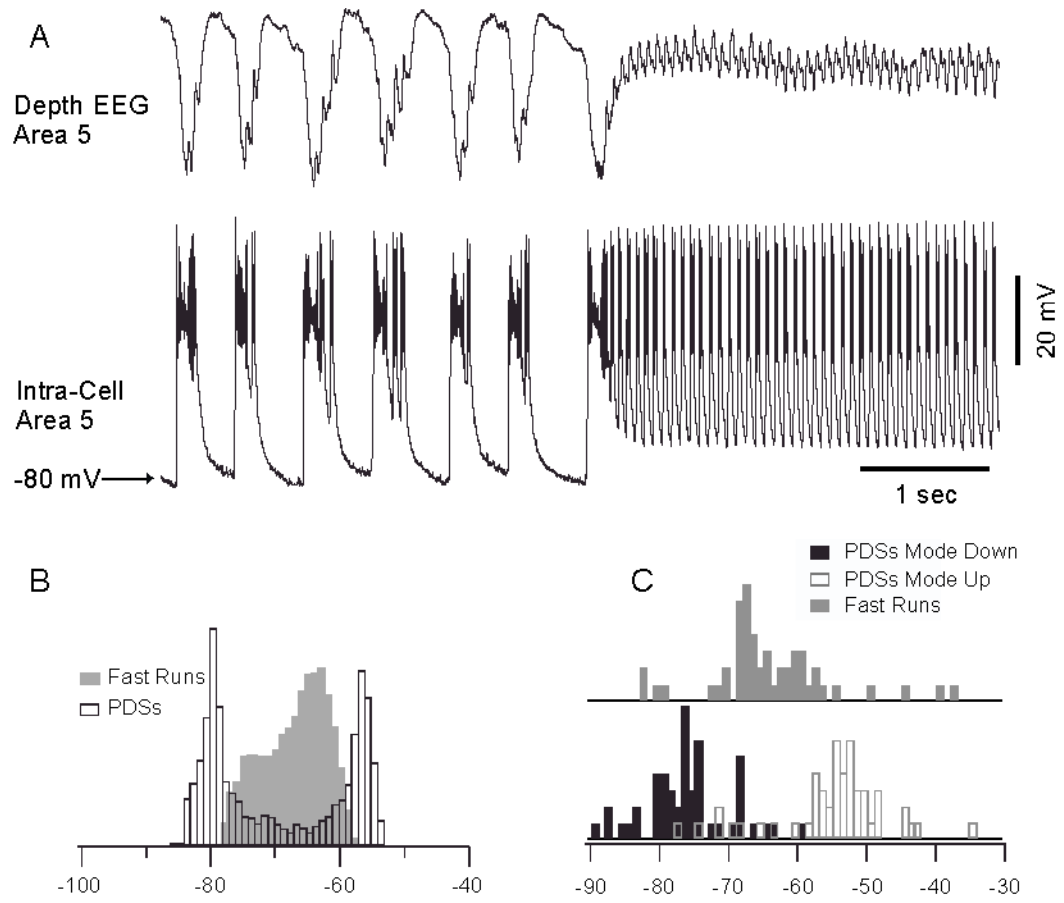 A
Depth EEG
Area 5
20 mV
Intra-Cell
Area 5
-80 mV
1 sec
B
Fast Runs
PDSs
-100
-80
-60
-40
C
PDSs Mode Down
PDSs Mode Up
Fast Runs
-90
-80
-70
-60
-50
-40
-30